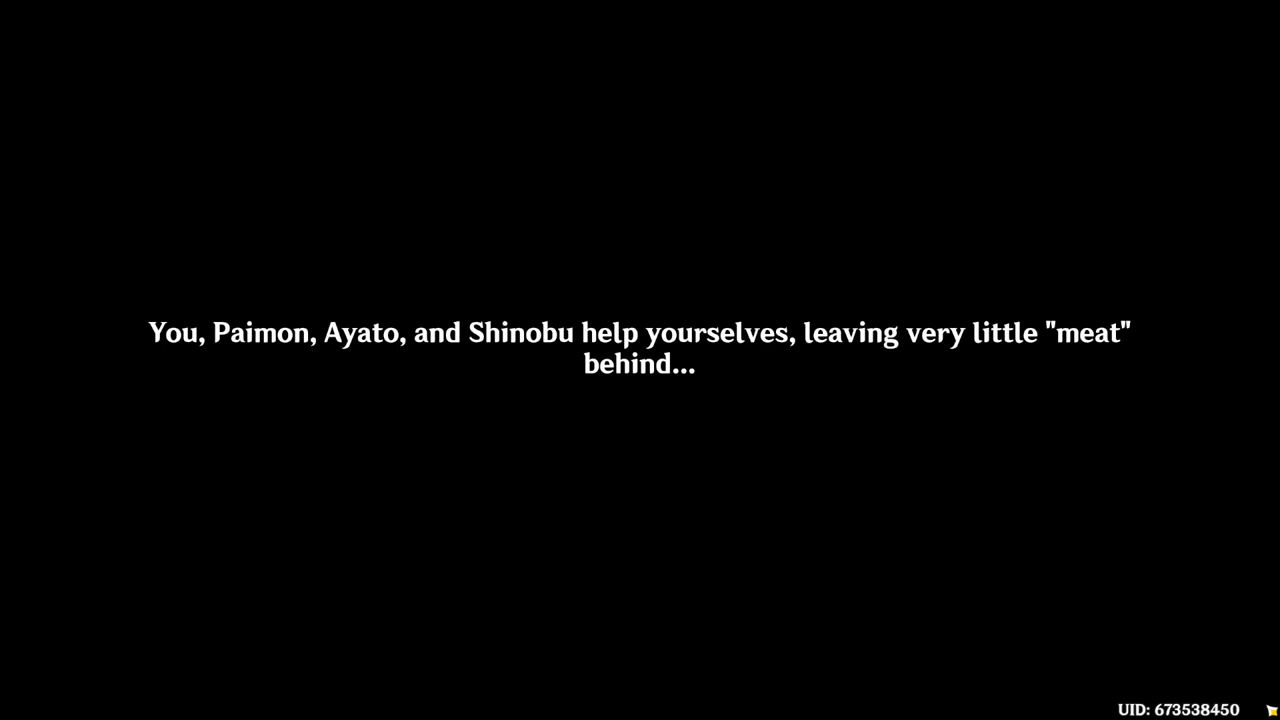 You, Paimon, Ayato, and Shinobu help yourselves, leaving very little "meat"
behind...
UID: 673538450